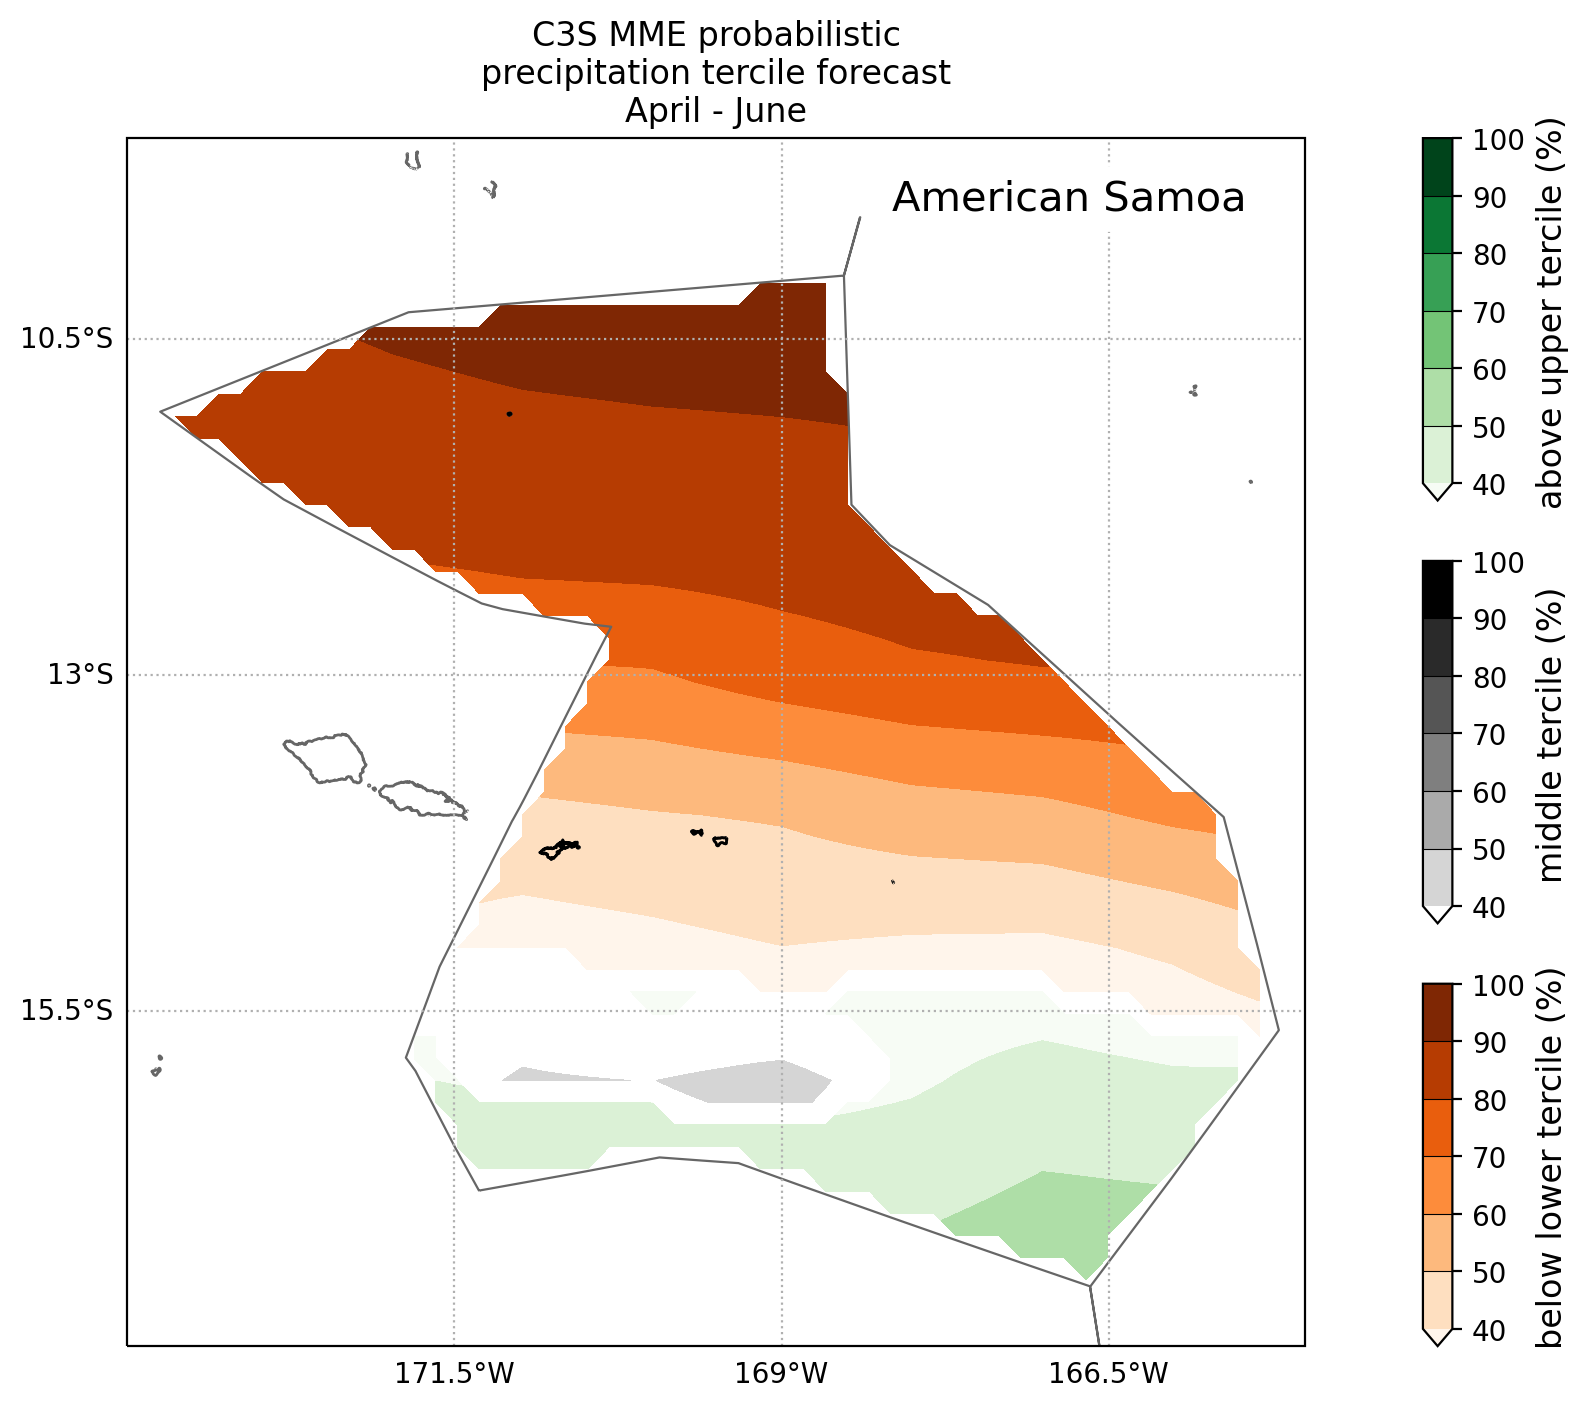 C3S MME probabilistic
precipitation tercile forecast
April - June
American Samoa
10.5°S
13°S
15.5°S
171.5°W
169°W
166.5°W
100
90
80
70
60
50
40
above upper tercile (%)
100
90
80
70
60
50
40
middle tercile (%)
100
90
80
70
60
50
40
below lower tercile (%)